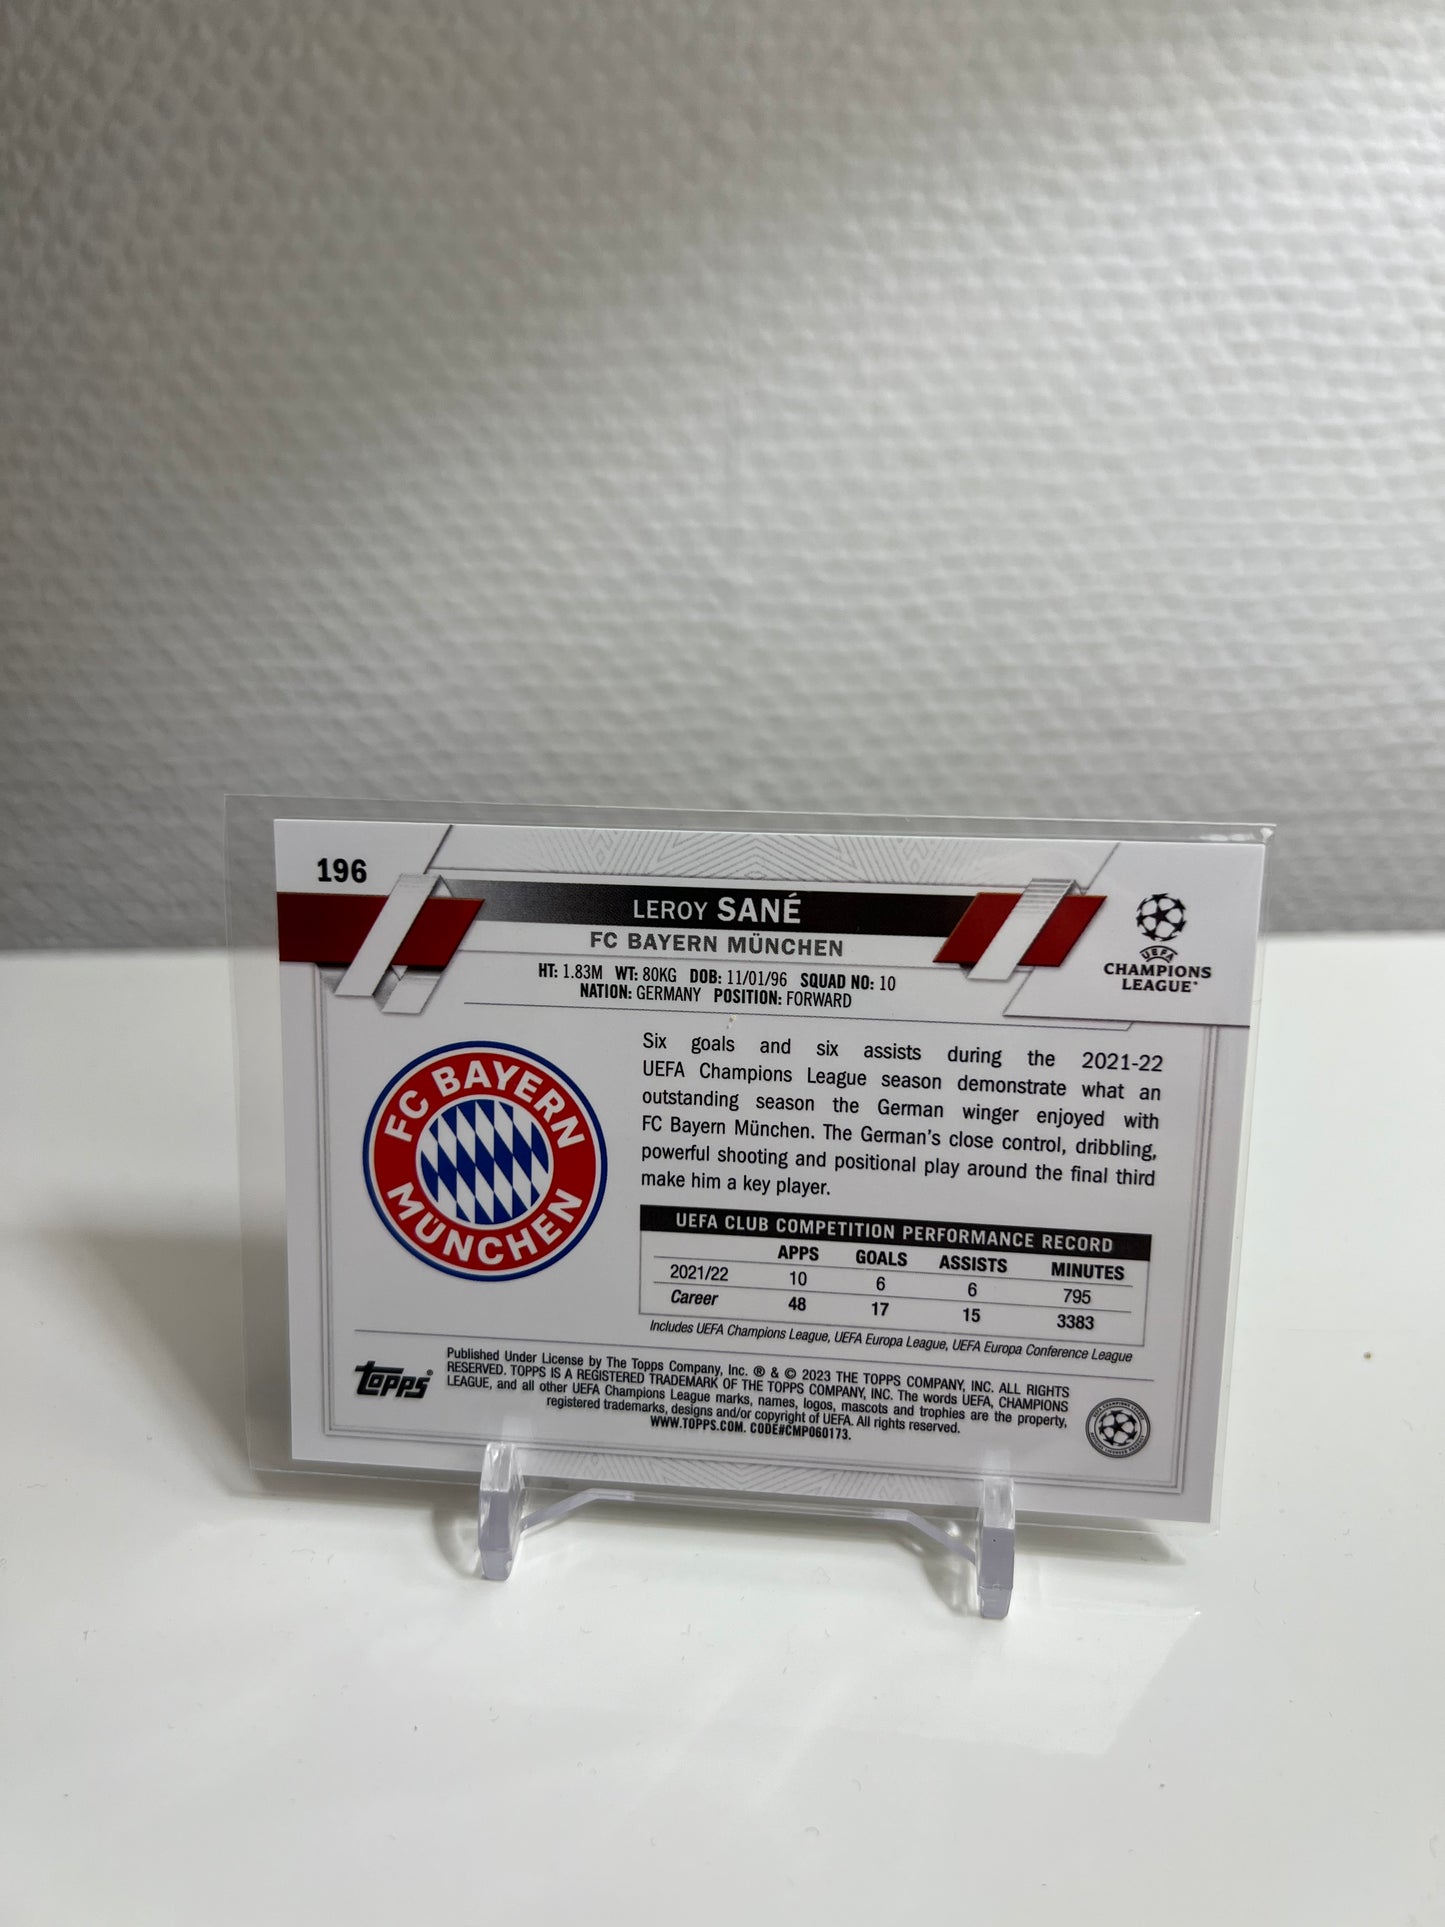 196
LEROY SANÉ
FC BAYERN MÜNCHEN
HT: 1.83M WT: 80KG DOB: 11/01/96 SQUAD NO: 10
NATION: GERMANY POSITION: FORWARD
UEFA
CHAMPIONS
LEAGUE
FC BAYERN
MÜNCHEN
Six goals and six assists during the 2021-22
UEFA Champions League season demonstrate what an
outstanding season the German winger enjoyed with
FC Bayern München. The German's close control, dribbling,
powerful shooting and positional play around the final third
make him a key player.
UEFA CLUB COMPETITION PERFORMANCE RECORD
APPS GOALS ASSISTS MINUTES
2021/22 10 6 6 795
Career 48 17 15 3383
Includes UEFA Champions League, UEFA Europa League, UEFA Europa Conference League
Topps®
Published Under License by The Topps Company, Inc. ® & © 2023 THE TOPPS COMPANY, INC. ALL RIGHTS
RESERVED. TOPPS IS A REGISTERED TRADEMARK OF THE TOPPS COMPANY, INC. The words UEFA, CHAMPIONS
LEAGUE, and all other UEFA Champions League marks, names, logos, mascots and trophies are the property,
registered trademarks, designs and/or copyright of UEFA. All rights reserved.
WWW.TOPPS.COM. CODE#CMP060173.